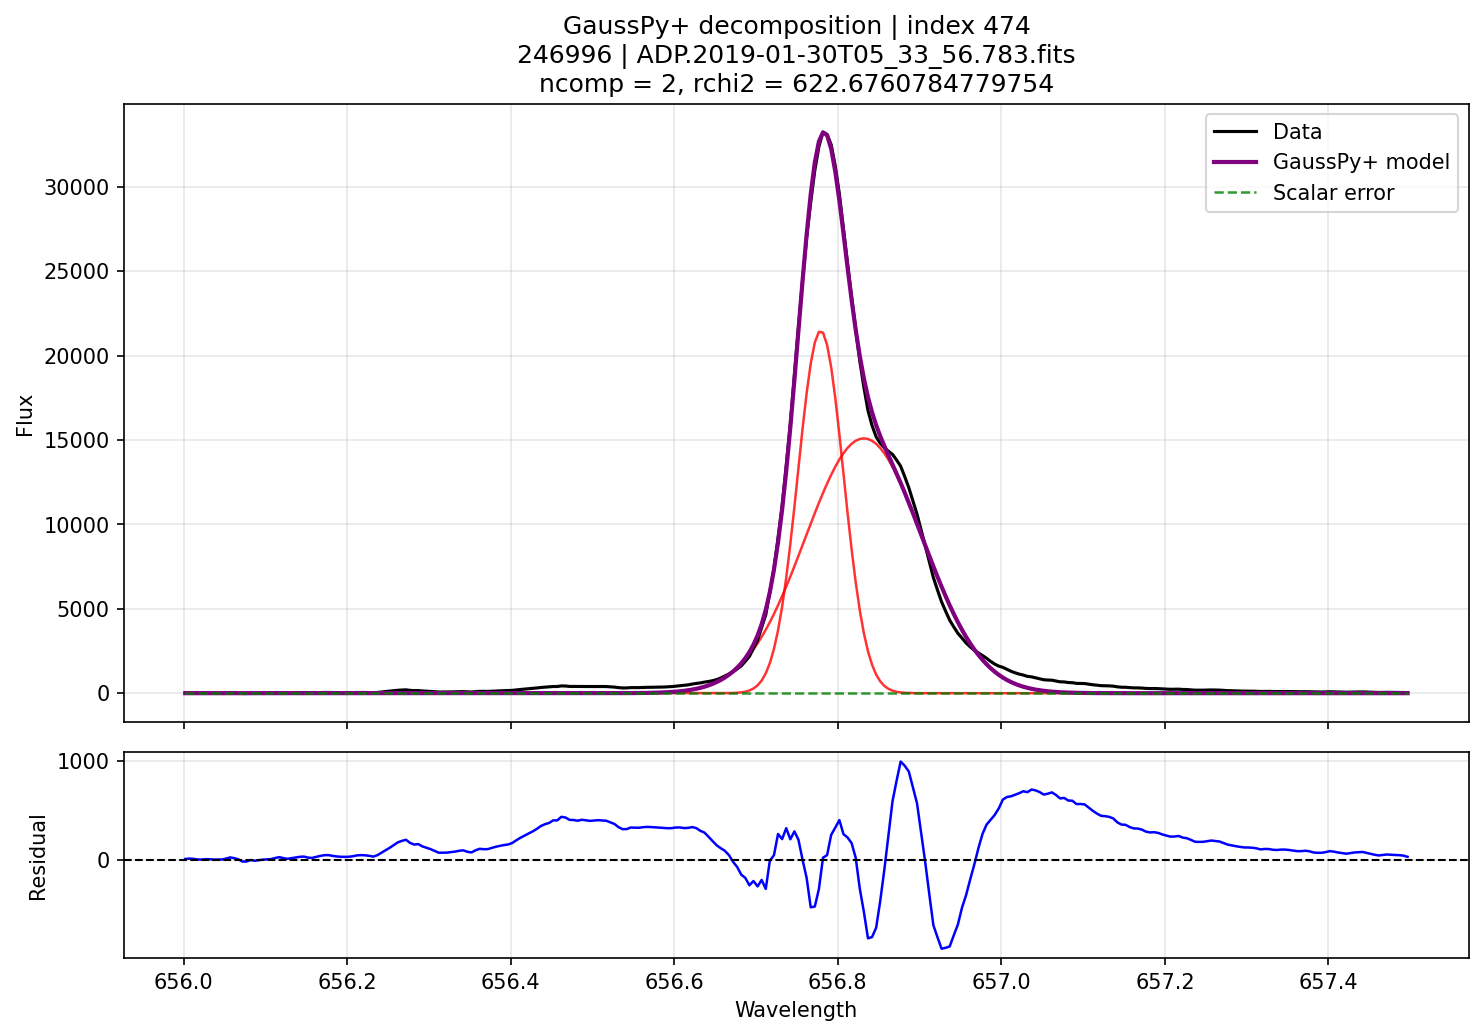 GaussPy+ decomposition | index 474
246996 | ADP.2019-01-30T05_33_56.783.fits
ncomp = 2, rchi2 = 622.6760784779754
Data
GaussPy+ model
Scalar error
Flux
30000
25000
20000
15000
10000
5000
0
Residual
1000
0
656.0 656.2 656.4 656.6 656.8 657.0 657.2 657.4
Wavelength